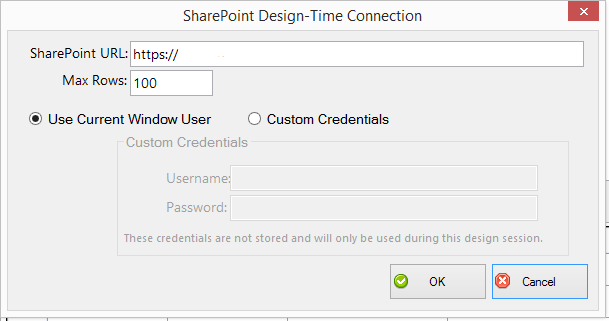 SharePoint Design-Time Connection
SharePoint URL: https://
Max Rows: 100
Use Current Window User Custom Credentials
Custom Credentials
Username:
Password:
These credentials are not stored and will only be used during this design session.
OK Cancel